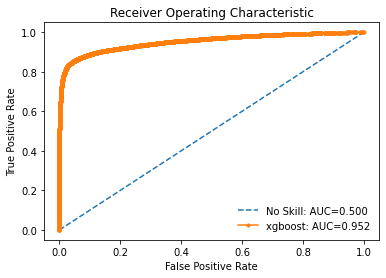 Receiver Operating Characteristic
True Positive Rate
1.0
0.8
0.6
0.4
0.2
0.0
No Skill: AUC=0.500
xgboost: AUC=0.952
0.0 0.2 0.4 0.6 0.8 1.0
False Positive Rate